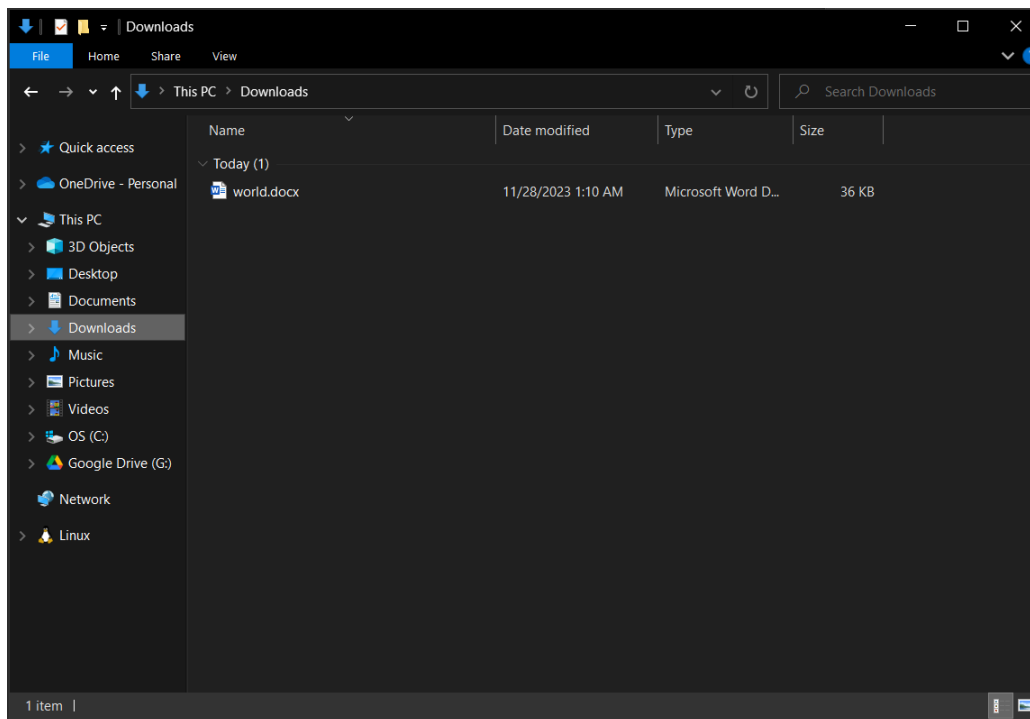 Downloads
File Home Share View
This PC > Downloads
Search Downloads
Name Date modified Type Size
Quick access
Today (1)
OneDrive - Personal
world.docx 11/28/2023 1:10 AM Microsoft Word D... 36 KB
This PC
3D Objects
Desktop
Documents
Downloads
Music
Pictures
Videos
OS (C:)
Google Drive (G:)
Network
Linux
1 item